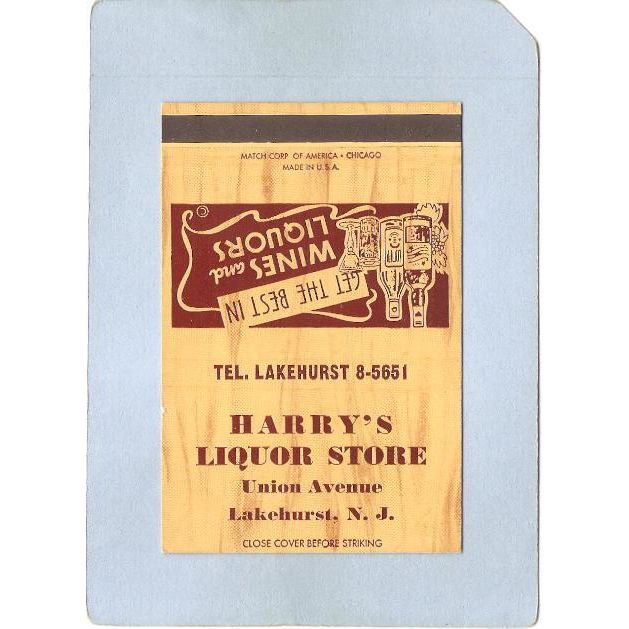 MATCH CORP. OF AMERICA • CHICAGO
MADE IN U.S.A.
GET THE BEST IN
WINES and
LIQUORS
©
TEL. LAKEHURST 8-5651
HARRY'S
LIQUOR STORE
Union Avenue
Lakehurst, N. J.
CLOSE COVER BEFORE STRIKING